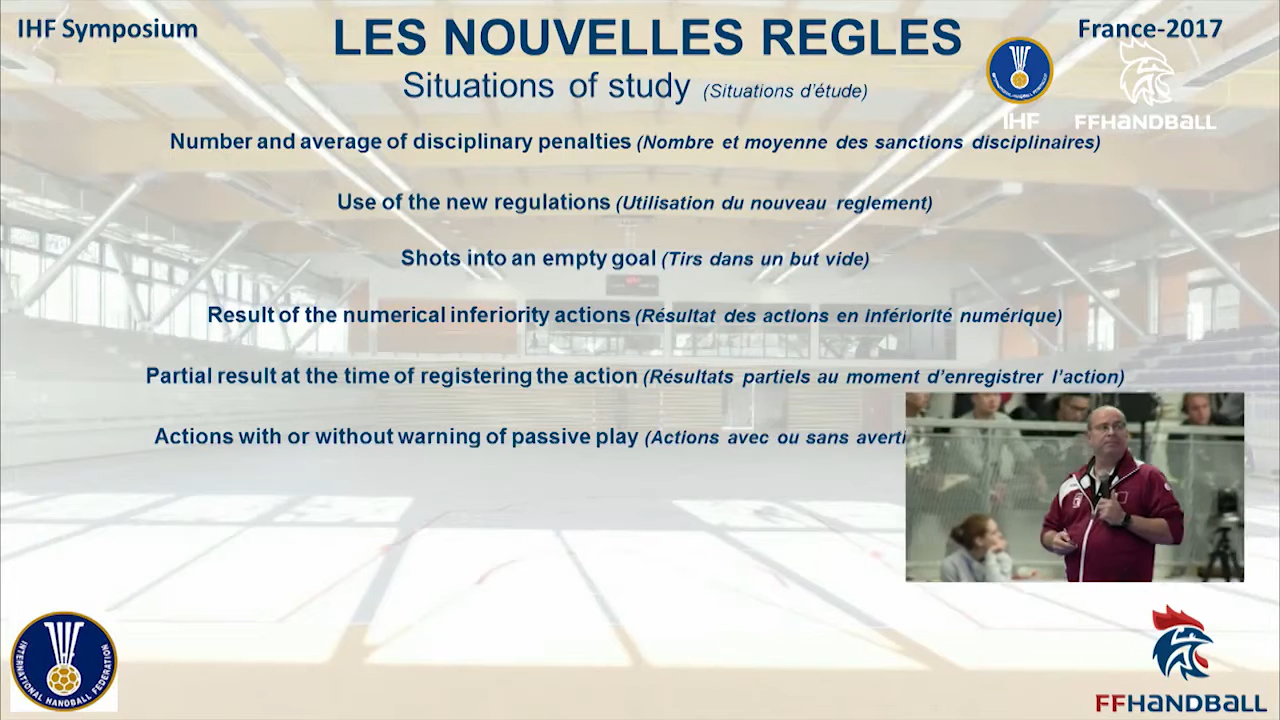 IHF Symposium
LES NOUVELLES REGLES
France-2017
Situations of study (Situations d'étude)
IHF
FFHANDBALL
Number and average of disciplinary penalties (Nombre et moyenne des sanctions disciplinaires)
Use of the new regulations (Utilisation du nouveau reglement)
Shots into an empty goal (Tirs dans un but vide)
Result of the numerical inferiority actions (Résultat des actions en infériorité numérique)
Partial result at the time of registering the action (Résultats partiels au moment d'enregistrer l'action)
Actions with or without warning of passive play (Actions avec ou sans averti
INTERNATIONAL HANDBALL FEDERATION
FFHANDBALL